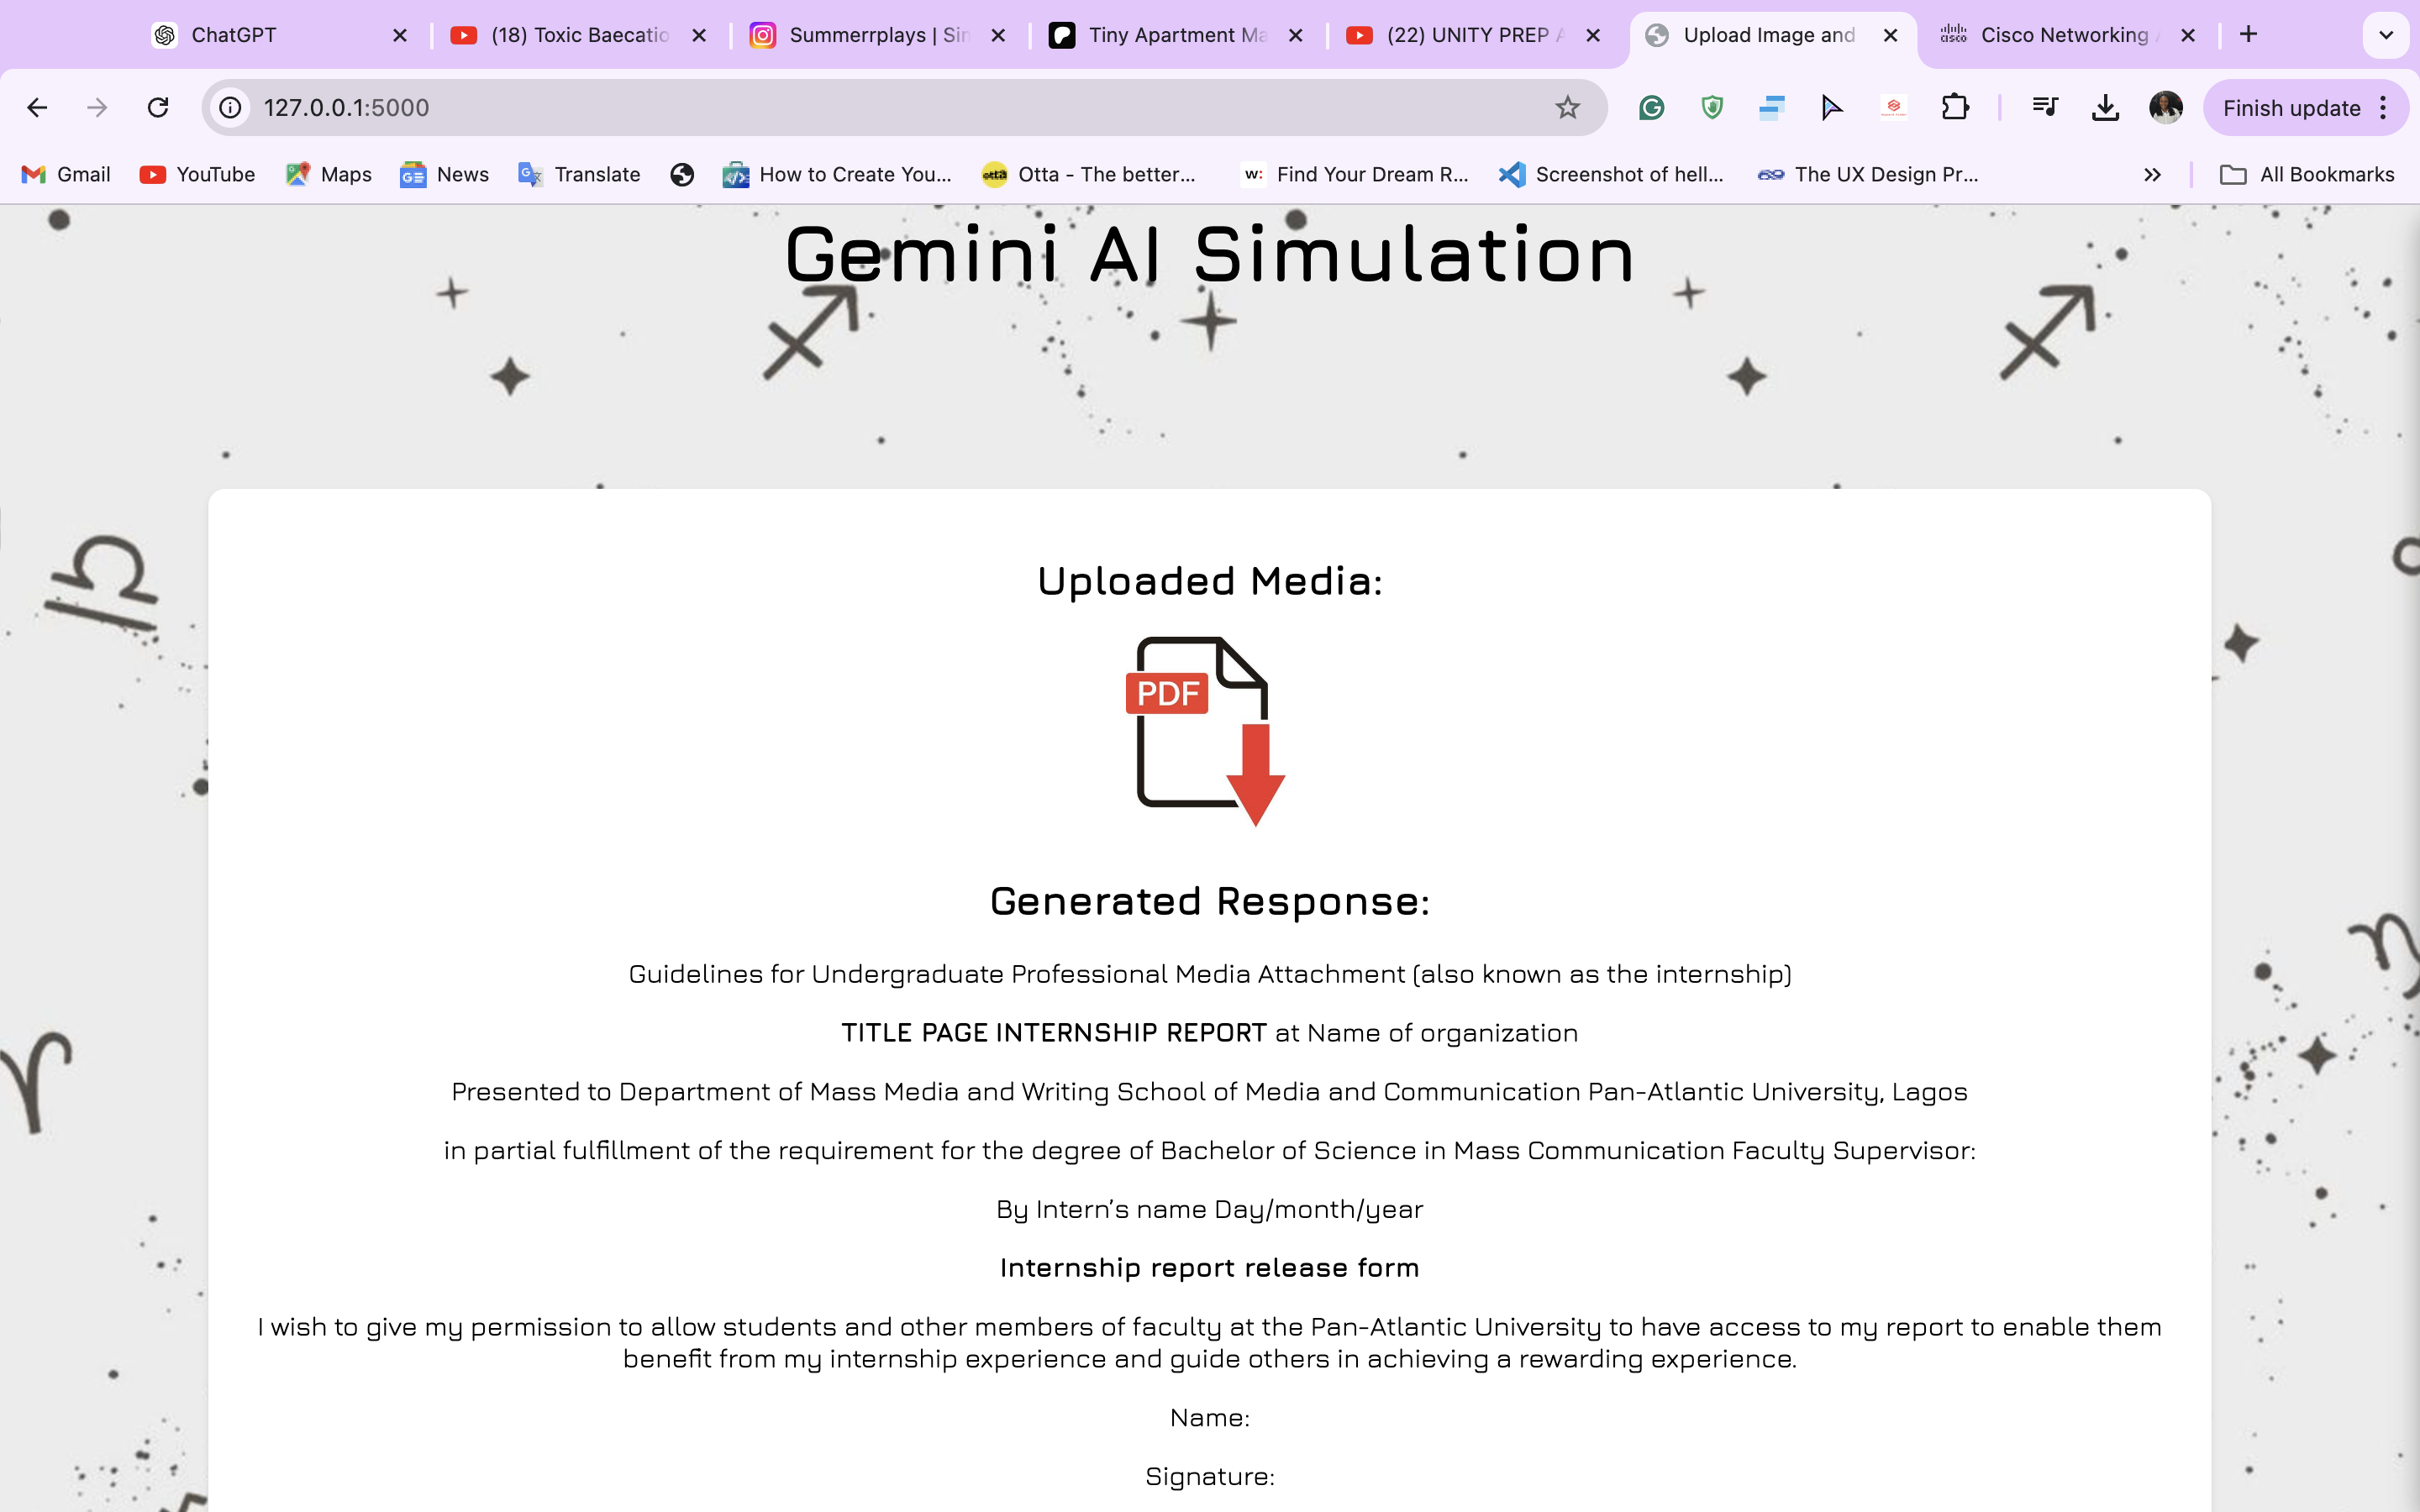 ChatGPT
(18) Toxic Baecatio
Summerrplays | Sin
Tiny Apartment Ma
(22) UNITY PREP A
Upload Image and
Cisco Networking A
127.0.0.1:5000
Finish update
Gmail
YouTube
Maps
News
Translate
How to Create You...
otta
Otta - The better...
w:
Find Your Dream R...
Screenshot of hell...
The UX Design Pr...
All Bookmarks
Gemini AI Simulation
Uploaded Media:
PDF
Generated Response:
Guidelines for Undergraduate Professional Media Attachment (also known as the internship)
TITLE PAGE INTERNSHIP REPORT at Name of organization
Presented to Department of Mass Media and Writing School of Media and Communication Pan-Atlantic University, Lagos
in partial fulfillment of the requirement for the degree of Bachelor of Science in Mass Communication Faculty Supervisor:
By Intern’s name Day/month/year
Internship report release form
I wish to give my permission to allow students and other members of faculty at the Pan-Atlantic University to have access to my report to enable them
benefit from my internship experience and guide others in achieving a rewarding experience.
Name:
Signature: